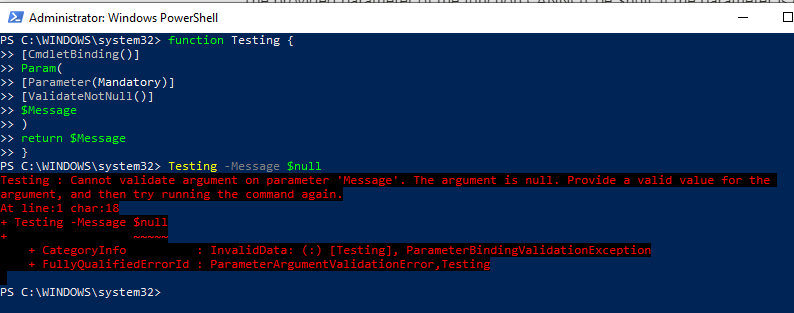 Administrator: Windows PowerShell
PS C:\WINDOWS\system32> function Testing {
>> [CmdletBinding()]
>> Param(
>> [Parameter(Mandatory)]
>> [ValidateNotNull()]
>> $Message
>> )
>> return $Message
>> }
PS C:\WINDOWS\system32> Testing -Message $null
Testing : Cannot validate argument on parameter 'Message'. The argument is null. Provide a valid value for the
argument, and then try running the command again.
At line:1 char:18
+ Testing -Message $null
+                  ~~~~~
    + CategoryInfo          : InvalidData: (:) [Testing], ParameterBindingValidationException
    + FullyQualifiedErrorId : ParameterArgumentValidationError,Testing
PS C:\WINDOWS\system32>